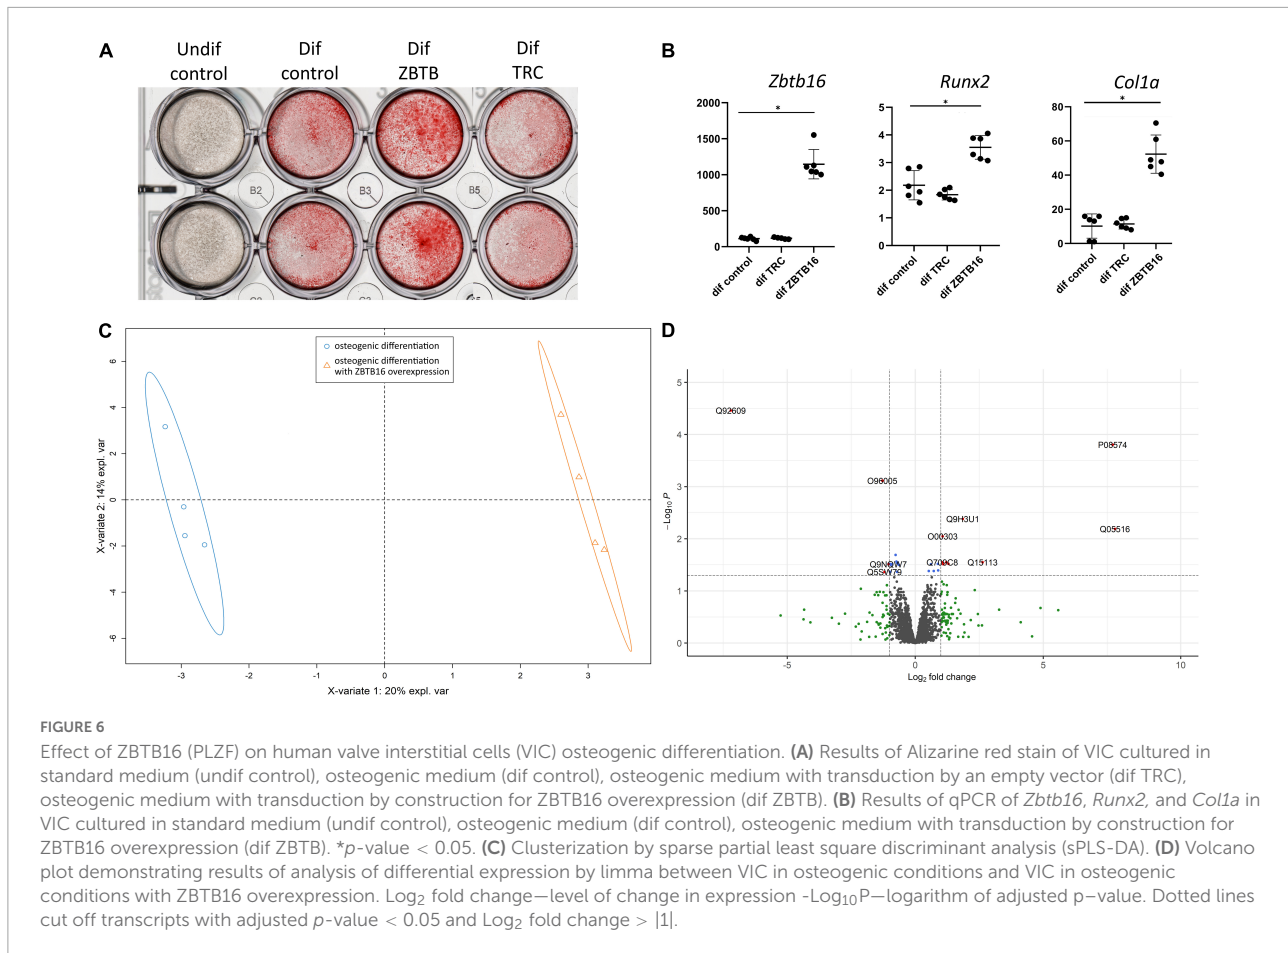 A
Undif control
Dif control
Dif ZBTB
Dif TRC
B2
B3
B5
B
Zbtb16
2000
1500
1000
500
0
*
dif control
dif TRC
dif ZBTB16
Runx2
5
4
3
2
1
0
*
dif control
dif TRC
dif ZBTB16
Col1a
80
60
40
20
0
*
dif control
dif TRC
dif ZBTB16
C
osteogenic differentiation
osteogenic differentiation
with ZBTB16 overexpression
X-variate 2: 14% expl. var
6
4
2
0
-2
-4
-6
-3
-2
-1
0
1
2
3
X-variate 1: 20% expl. var
D
-Log10 P
5
4
3
2
1
0
Q92609
P08574
O96005
Q9H3U1
Q05516
O00303
Q15113
-5
0
5
10
Log2 fold change
FIGURE 6
Effect of ZBTB16 (PLZF) on human valve interstitial cells (VIC) osteogenic differentiation. (A) Results of Alizarine red stain of VIC cultured in
standard medium (undif control), osteogenic medium (dif control), osteogenic medium with transduction by an empty vector (dif TRC),
osteogenic medium with transduction by construction for ZBTB16 overexpression (dif ZBTB). (B) Results of qPCR of Zbtb16, Runx2, and Col1a in
VIC cultured in standard medium (undif control), osteogenic medium (dif control), osteogenic medium with transduction by construction for
ZBTB16 overexpression (dif ZBTB). *p-value < 0.05. (C) Clusterization by sparse partial least square discriminant analysis (sPLS-DA). (D) Volcano
plot demonstrating results of analysis of differential expression by limma between VIC in osteogenic conditions and VIC in osteogenic
conditions with ZBTB16 overexpression. Log2 fold change—level of change in expression -Log10P—logarithm of adjusted p–value. Dotted lines
cut off transcripts with adjusted p-value < 0.05 and Log2 fold change > |1|.